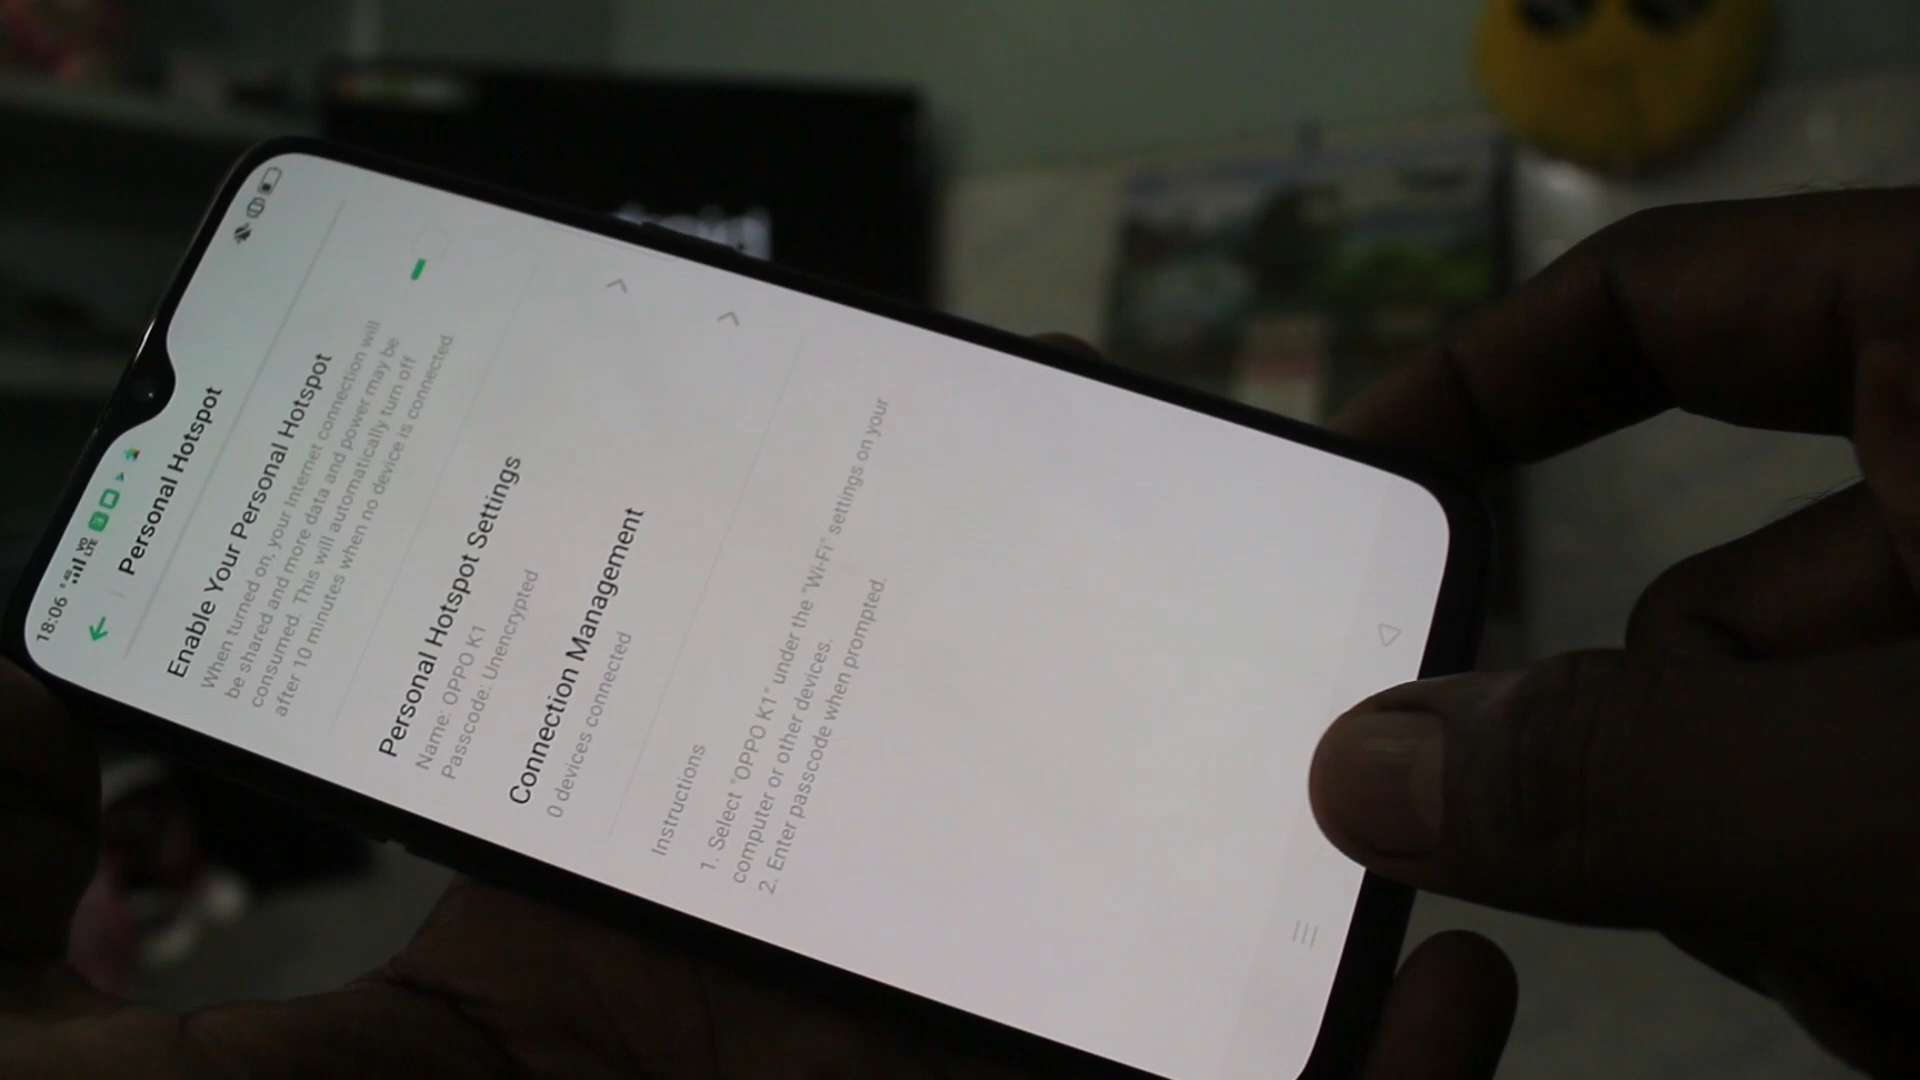 18:06
VO
LTE
Personal Hotspot
Enable Your Personal Hotspot
When turned on, your Internet connection will
be shared and more data and power may be
consumed. This will automatically turn off
after 10 minutes when no device is connected
Personal Hotspot Settings
Name: OPPO K1
Passcode: Unencrypted
Connection Management
0 devices connected
Instructions
1. Select "OPPO K1" under the "Wi-Fi" settings on your
computer or other devices.
2. Enter passcode when prompted.